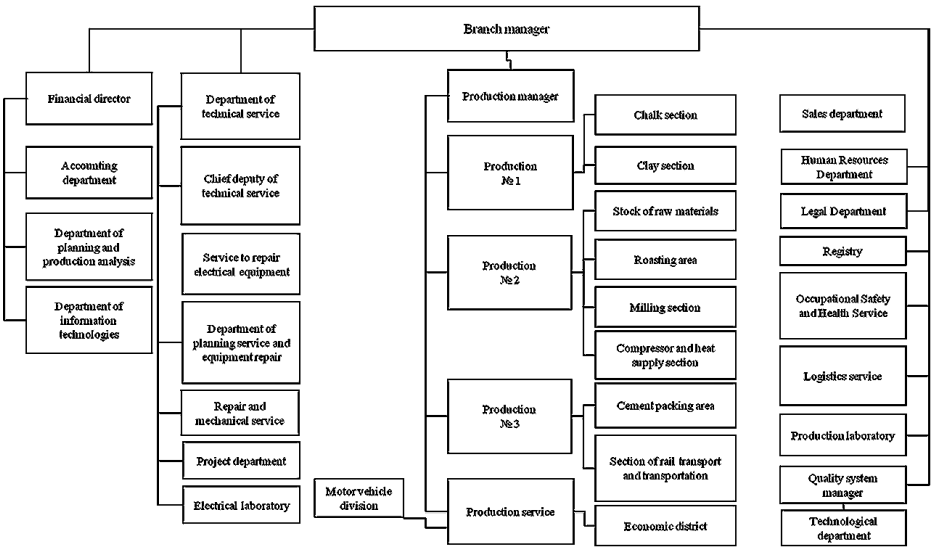 Branch manager
Financial director
Accounting
department
Department of
planning and
production analysis
Department of
information
technologies
Department of
technical service
Chief deputy of
technical service
Service to repair
electrical equipment
Department of
planning service and
equipment repair
Repair and
mechanical service
Project department
Electrical laboratory
Motor vehicle
division
Production manager
Production
№1
Production
№2
Production
№3
Production service
Chalk section
Clay section
Stock of raw materials
Roasting area
Milling section
Compressor and heat
supply section
Cement packing area
Section of rail transport
and transportation
Economic district
Sales department
Human Resources
Department
Legal Department
Registry
Occupational Safety
and Health Service
Logistics service
Production laboratory
Quality system
manager
Technological
department